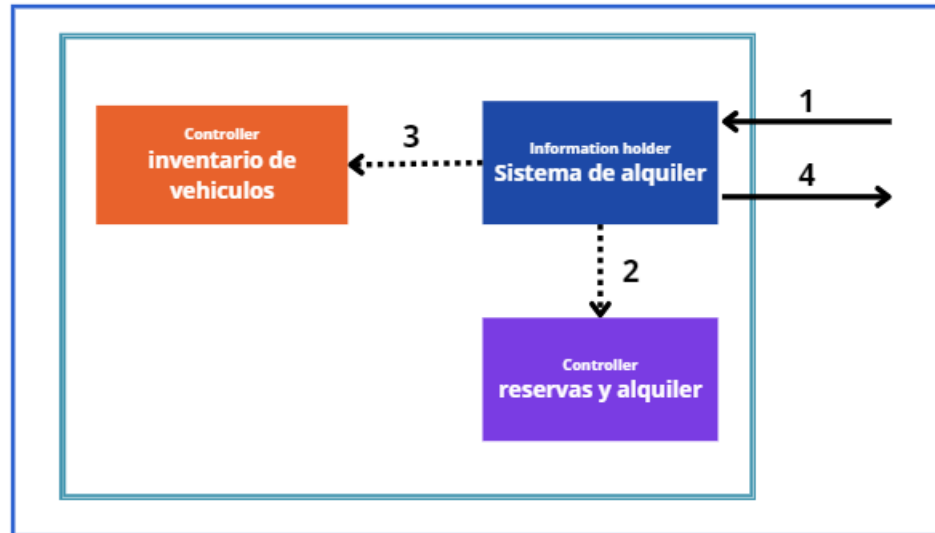 Controller
inventario de
vehiculos
3
Information holder
Sistema de alquiler
1
4
2
Controller
reservas y alquiler